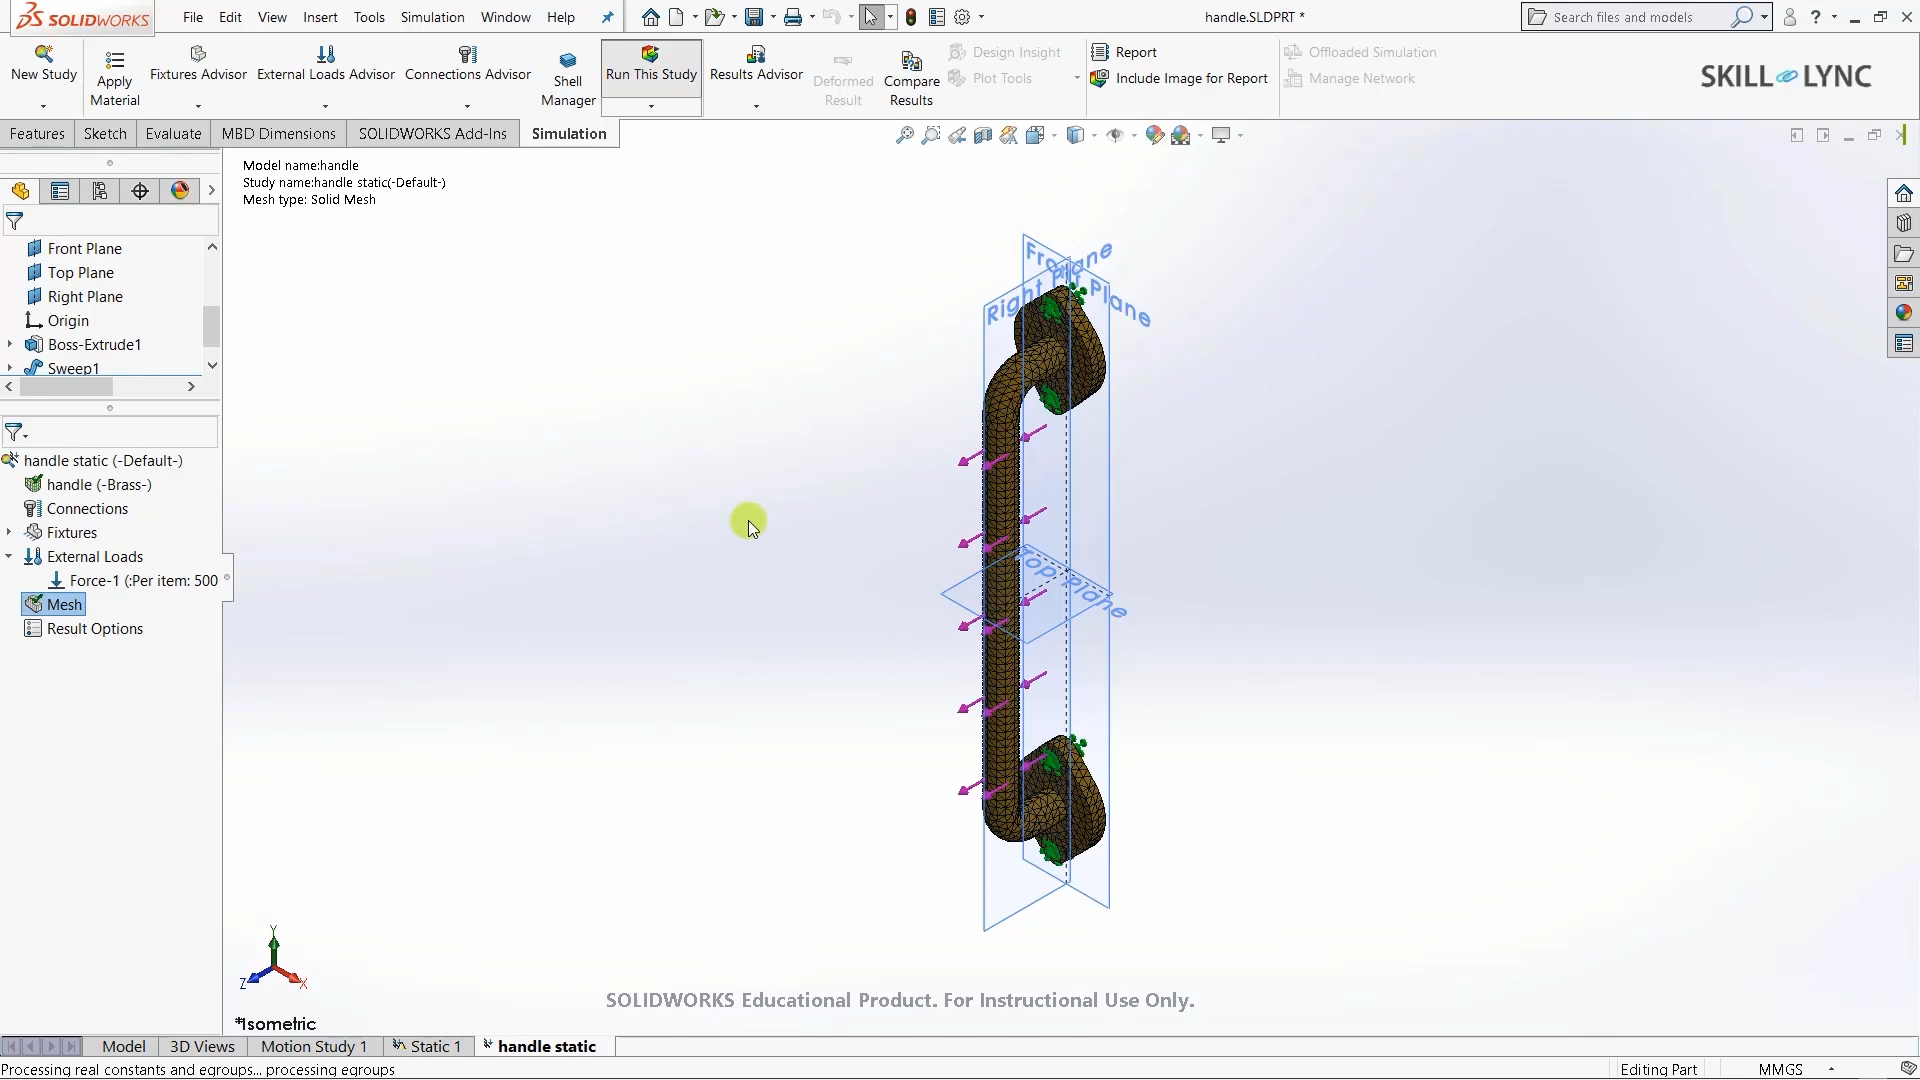 SOLIDWORKS
File Edit View Insert Tools Simulation Window Help
handle.SLDPRT *
Search files and models
?
New Study
Apply Material
Fixtures Advisor
External Loads Advisor
Connections Advisor
Shell Manager
Run This Study
Results Advisor
Deformed Result
Compare Results
Design Insight
Plot Tools
Report
Include Image for Report
Offloaded Simulation
Manage Network
SKILL LYNC
Features Sketch Evaluate MBD Dimensions SOLIDWORKS Add-Ins Simulation
Model name:handle
Study name:handle static(-Default-)
Mesh type: Solid Mesh
Front Plane
Top Plane
Right Plane
Origin
Boss-Extrude1
Sweep1
handle static (-Default-)
handle (-Brass-)
Connections
Fixtures
External Loads
Force-1 (:Per item: 500
Mesh
Result Options
Right
Plane
Top Plane
Y
Z
X
SOLIDWORKS Educational Product. For Instructional Use Only.
*Isometric
Model 3D Views Motion Study 1 Static 1 handle static
Processing real constants and egroups... processing egroups
Editing Part
MMGS